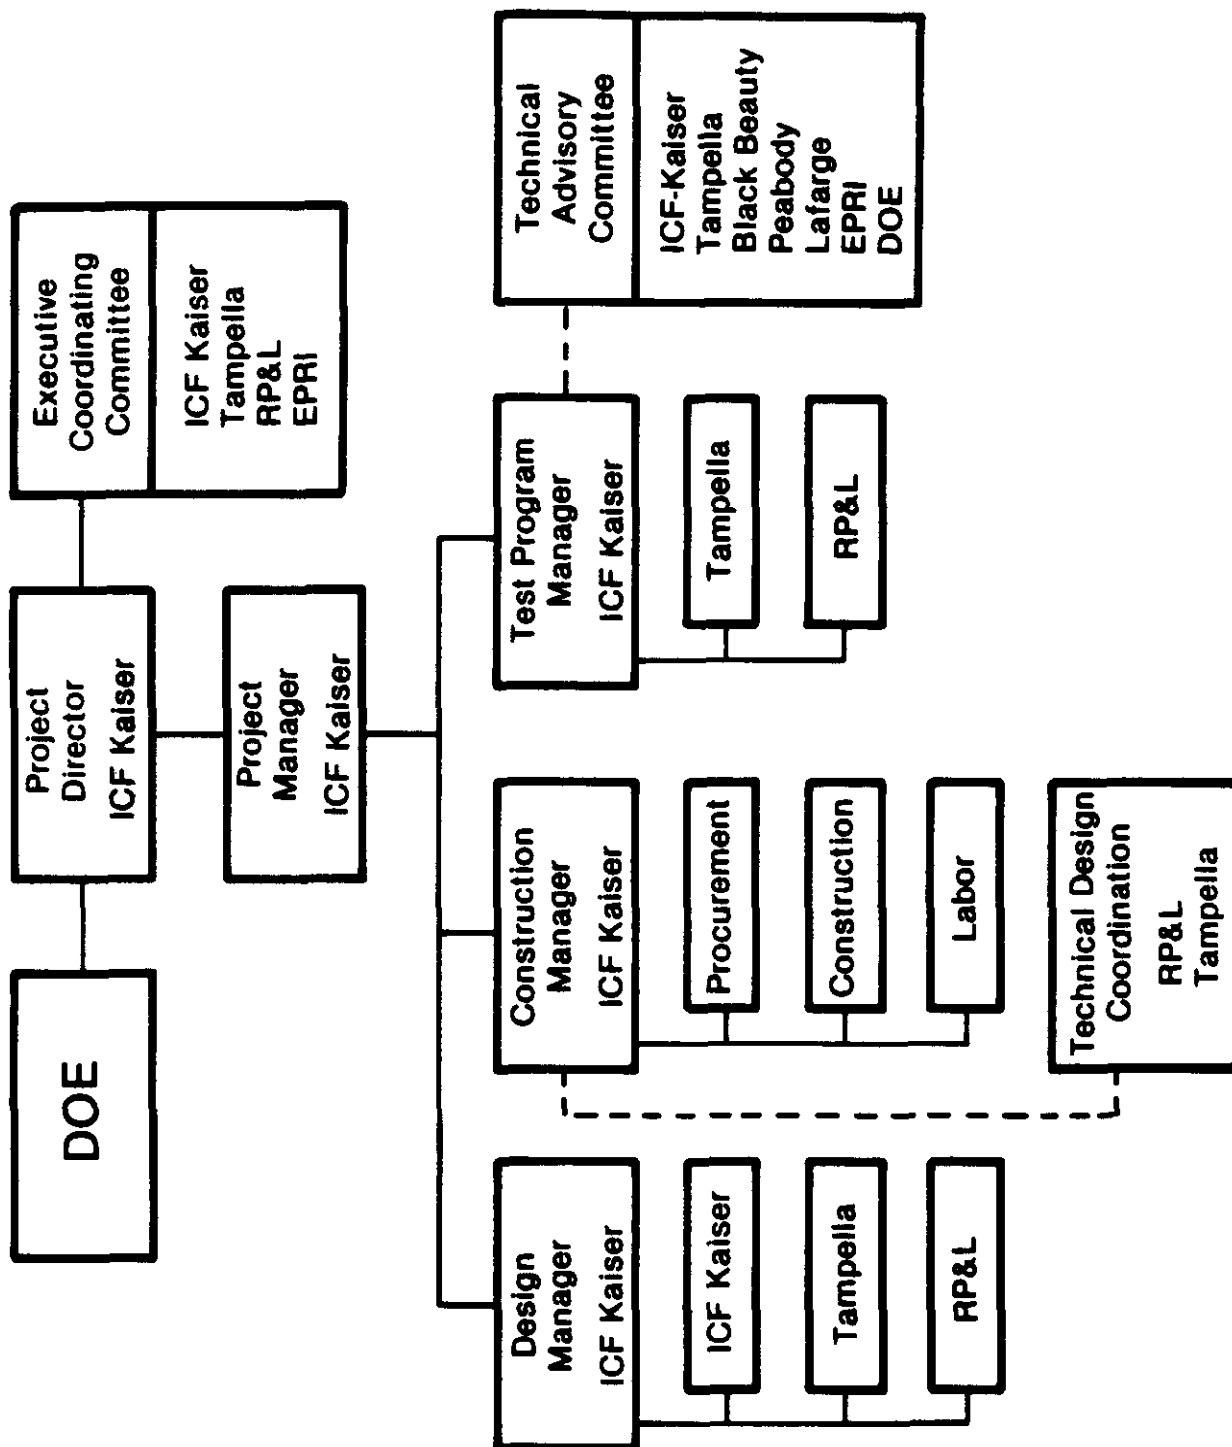 DOE
Project
Director
ICF Kaiser
Executive
Coordinating
Committee
ICF Kaiser
Tampella
RP&L
EPRI
Project
Manager
ICF Kaiser
Design
Manager
ICF Kaiser
ICF Kaiser
Tampella
RP&L
Construction
Manager
ICF Kaiser
Procurement
Construction
Labor
Technical Design
Coordination
RP&L
Tampella
Test Program
Manager
ICF Kaiser
Tampella
RP&L
Technical
Advisory
Committee
ICF-Kaiser
Tampella
Black Beauty
Peabody
Lafarge
EPRI
DOE